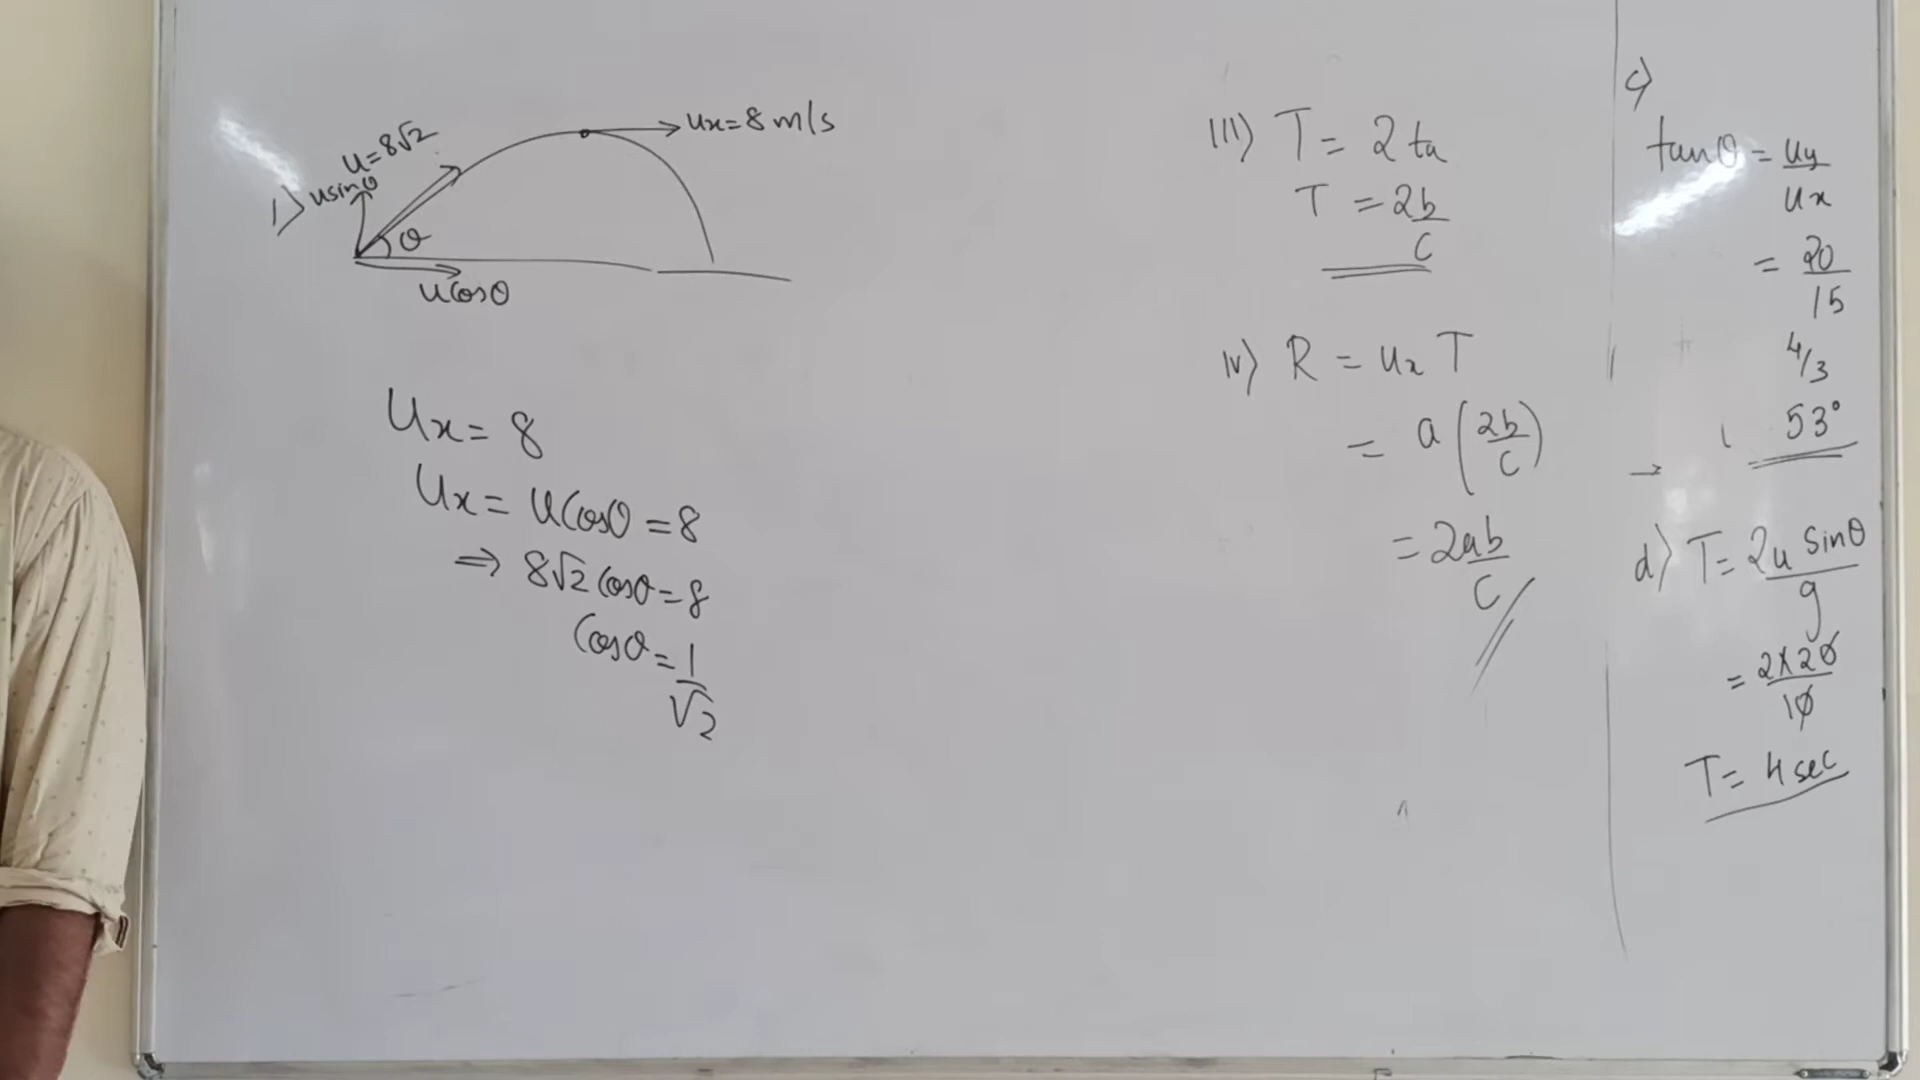 1)
u=8√2
usinθ
θ
ucosθ
ux=8 m/s
Ux = 8
Ux = uCosθ = 8
⇒ 8√2 Cosθ = 8
Cosθ = 1/√2
III) T = 2ta
T = 2b/C
IV) R = ux T
= a(2b/C)
= 2ab/C
c)
tanθ = uy/ux
= 20/15
4/3
53°
→
d) T = 2u sinθ/g
= 2×20/10
T = 4 sec